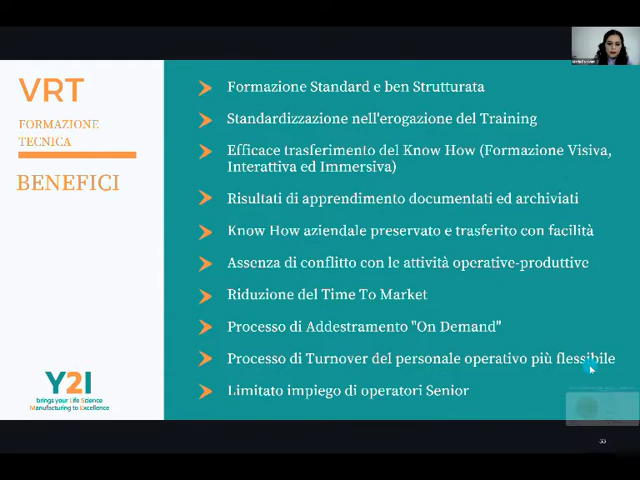 VRT
FORMAZIONE
TECNICA
BENEFICI
Formazione Standard e ben Strutturata
Standardizzazione nell'erogazione del Training
Efficace trasferimento del Know How (Formazione Visiva,
Interattiva ed Immersiva)
Risultati di apprendimento documentati ed archiviati
Know How aziendale preservato e trasferito con facilità
Assenza di conflitto con le attività operative-produttive
Riduzione del Time To Market
Processo di Addestramento "On Demand"
Processo di Turnover del personale operativo più flessibile
Limitato impiego di operatori Senior
Y2I
brings your Life Science
Manufacturing to Excellence
33